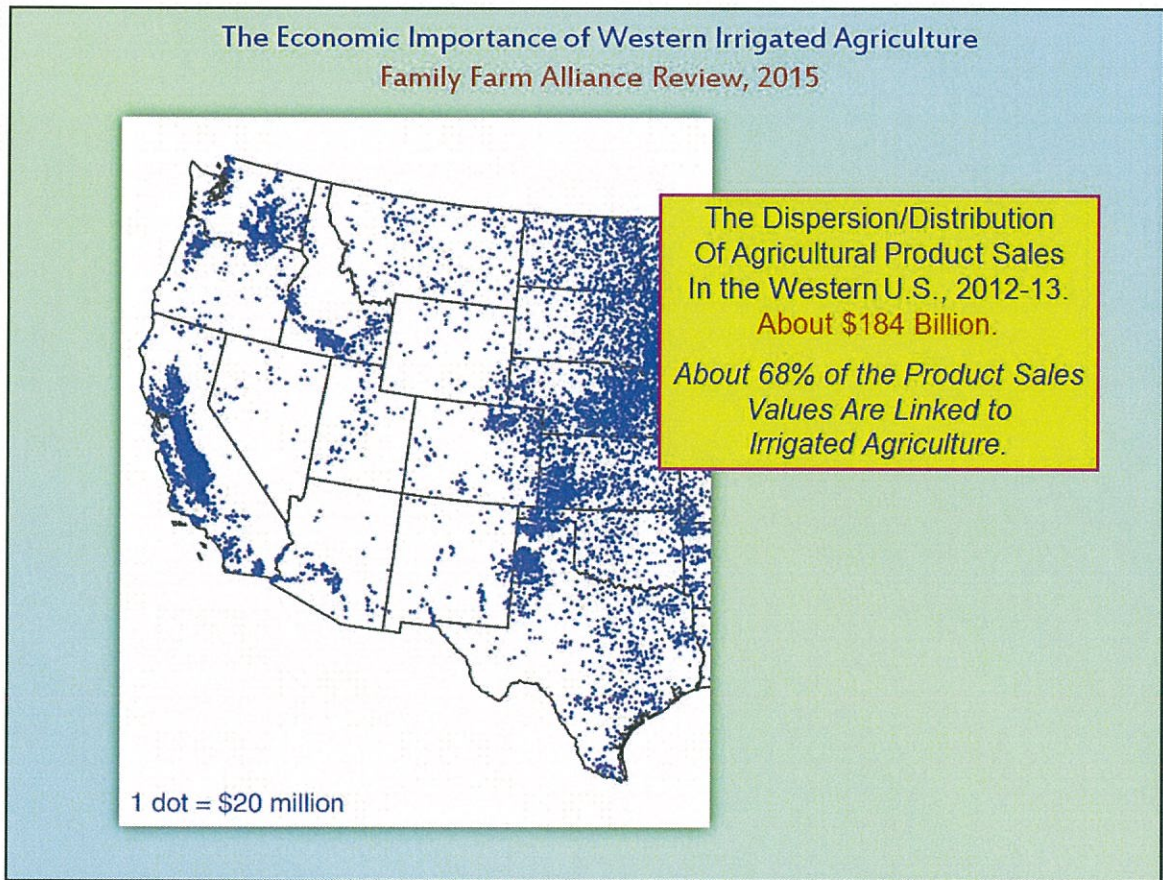 The Economic Importance of Western Irrigated Agriculture
Family Farm Alliance Review, 2015
The Dispersion/Distribution
Of Agricultural Product Sales
In the Western U.S., 2012-13.
About $184 Billion.
About 68% of the Product Sales
Values Are Linked to
Irrigated Agriculture.
1 dot = $20 million